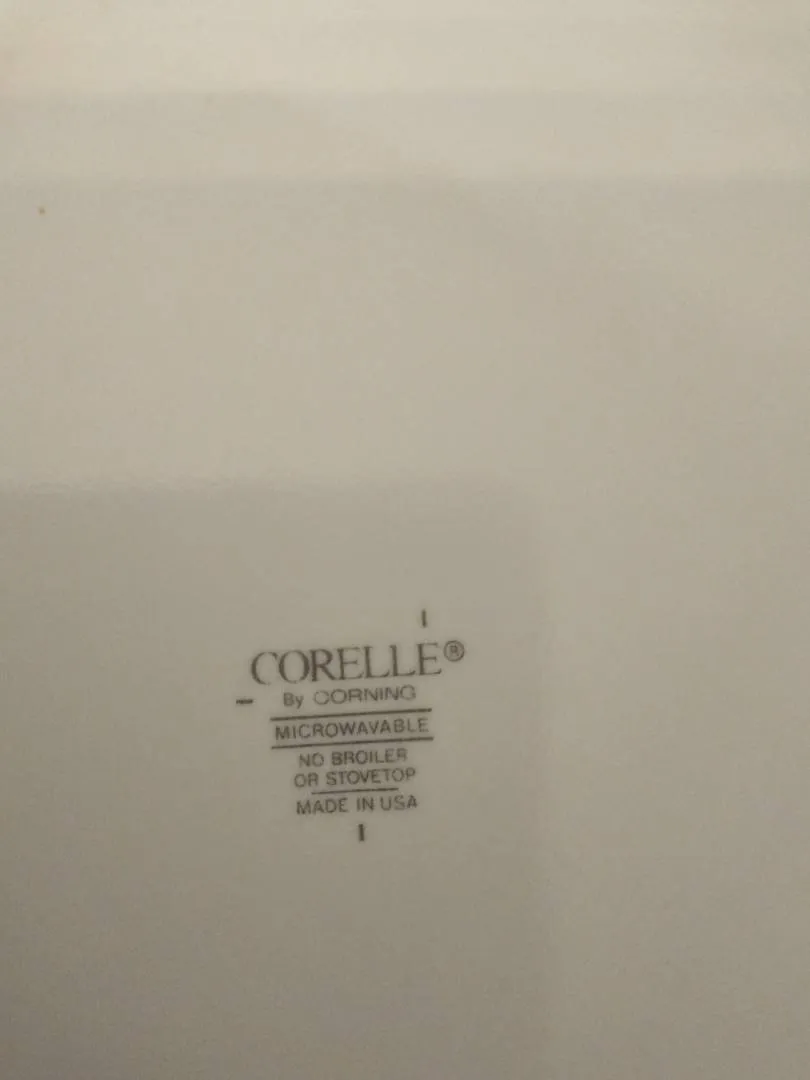 CORELLE®
By CORNING
MICROWAVABLE
NO BROILER
OR STOVETOP
MADE IN USA